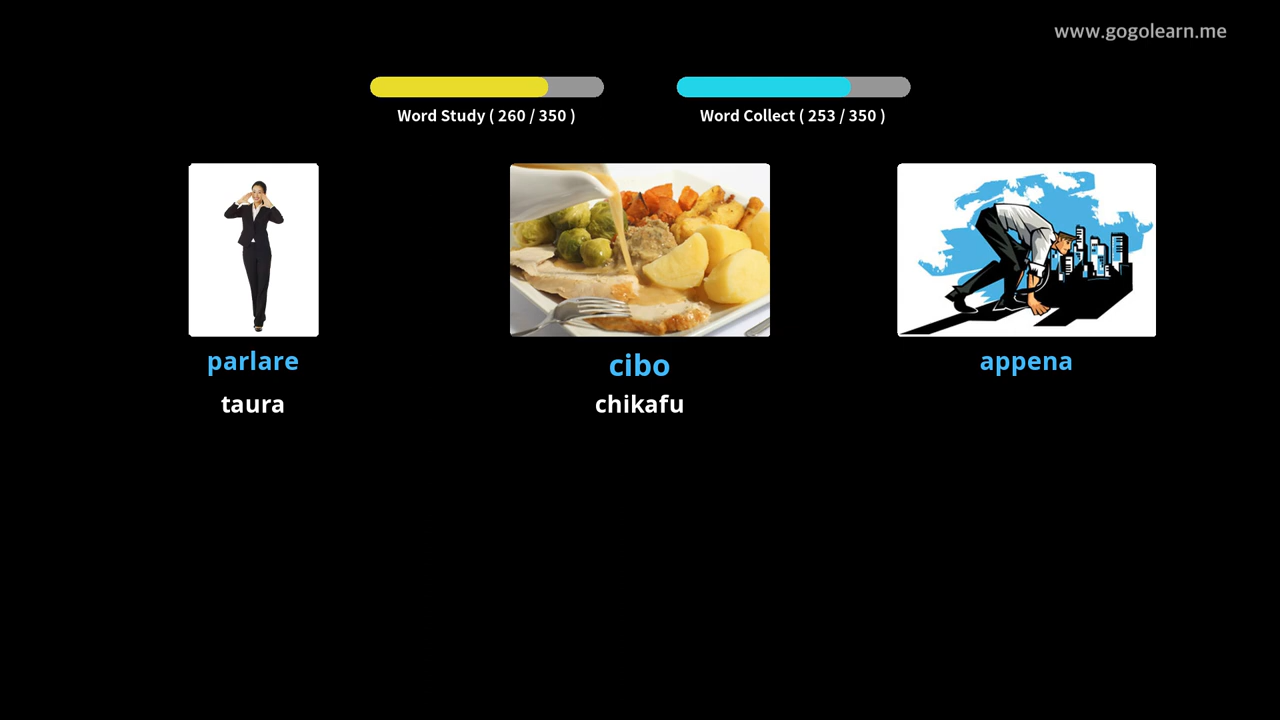 www.gogolearn.me
Word Study ( 260 / 350 )
Word Collect ( 253 / 350 )
parlare
taura
cibo
chikafu
appena